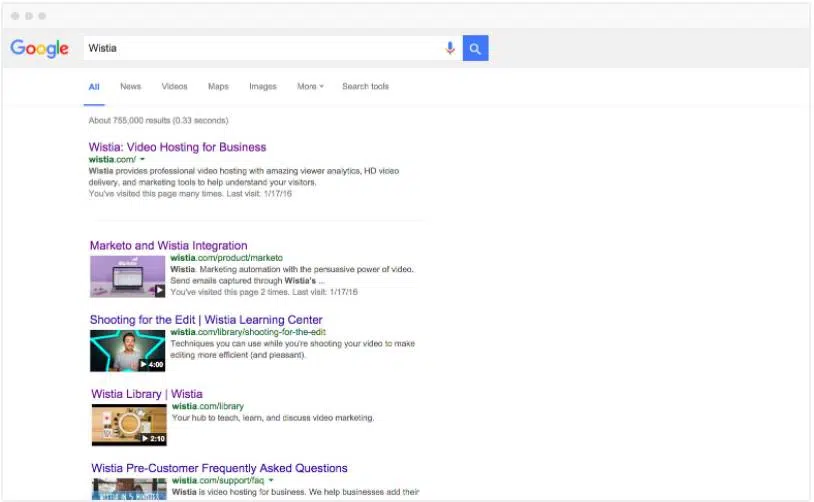 Google
Wistia
All News Videos Maps Images More Search tools
About 755,000 results (0.33 seconds)
Wistia: Video Hosting for Business
wistia.com/
Wistia provides professional video hosting with amazing viewer analytics, HD video
delivery, and marketing tools to help understand your visitors.
You've visited this page many times. Last visit: 1/17/16
Marketo and Wistia Integration
wistia.com/product/marketo
Wistia. Marketing automation with the persuasive power of video.
Send emails captured through Wistia's ...
You've visited this page 2 times. Last visit: 1/17/16
Shooting for the Edit | Wistia Learning Center
wistia.com/library/shooting-for-the-edit
Techniques you can use while you're shooting your video to make
editing more efficient (and pleasant).
4:00
Wistia Library | Wistia
wistia.com/library
Your hub to teach, learn, and discuss video marketing.
2:10
Wistia Pre-Customer Frequently Asked Questions
wistia.com/support/faq
Wistia is video hosting for business. We help businesses add their
WISTIA IN 5 MINUTES